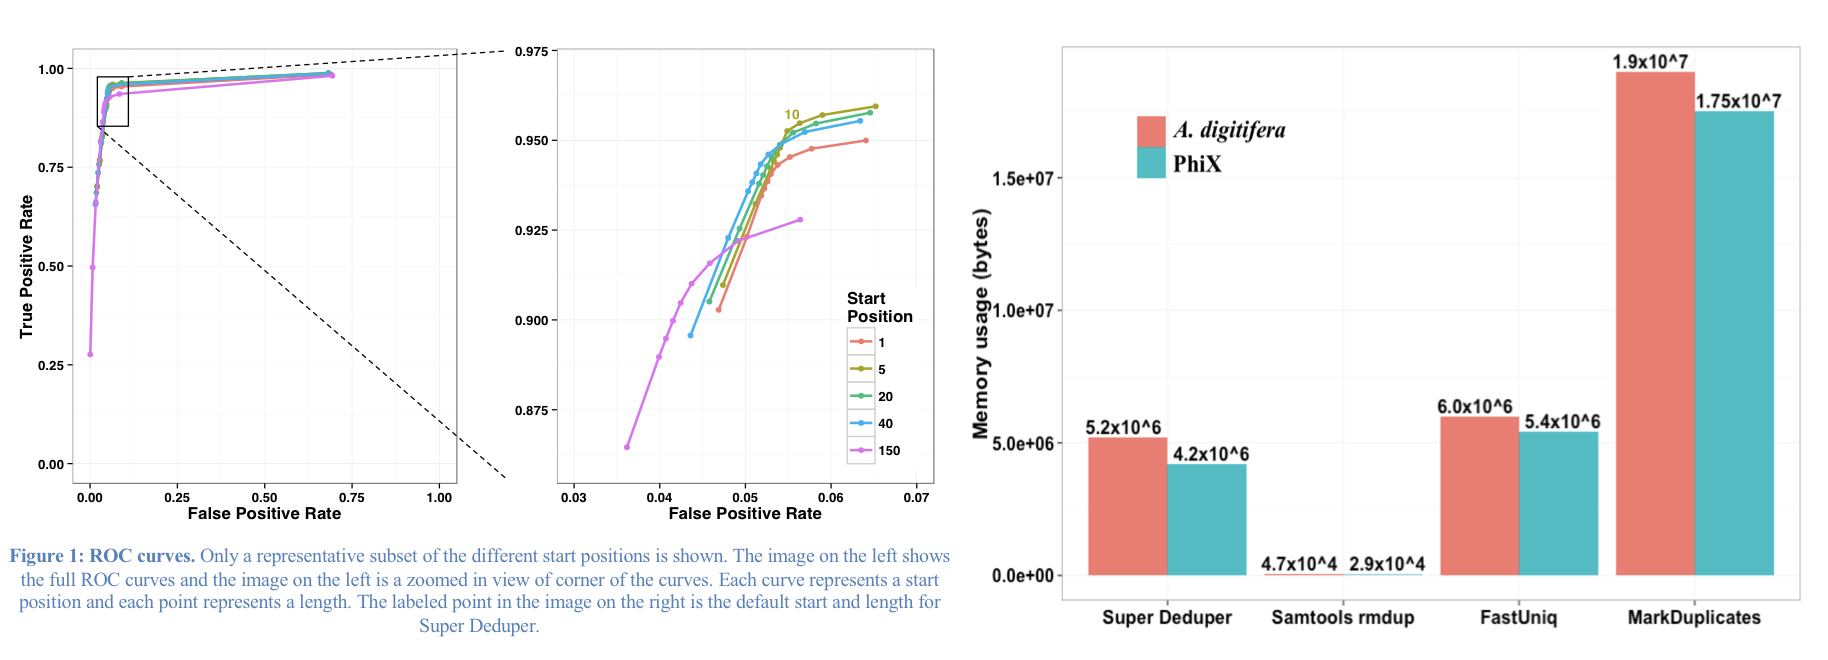 1.00
0.75
0.50
0.25
0.00
True Positive Rate
0.00 0.25 0.50 0.75 1.00
False Positive Rate
0.975
0.950
0.925
0.900
0.875
10
Start
Position
1
5
20
40
150
0.03 0.04 0.05 0.06 0.07
False Positive Rate
Figure 1: ROC curves. Only a representative subset of the different start positions is shown. The image on the left shows
the full ROC curves and the image on the left is a zoomed in view of corner of the curves. Each curve represents a start
position and each point represents a length. The labeled point in the image on the right is the default start and length for
Super Deduper.
Memory usage (bytes)
1.5e+07
1.0e+07
5.0e+06
0.0e+00
A. digitifera
PhiX
5.2x10^6
4.2x10^6
4.7x10^4 2.9x10^4
6.0x10^6
5.4x10^6
1.9x10^7
1.75x10^7
Super Deduper Samtools rmdup FastUniq MarkDuplicates